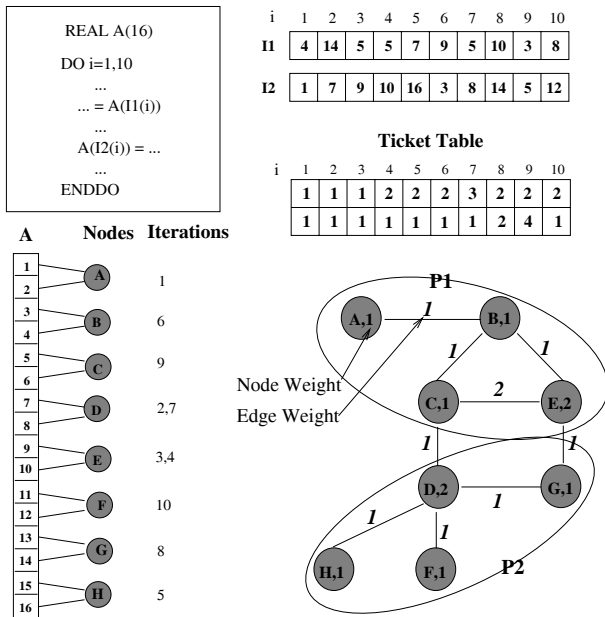 REAL A(16)
DO i=1,10
...
... = A(I1(i))
...
A(I2(i)) = ...
...
ENDDO
i 1 2 3 4 5 6 7 8 9 10
I1 4 14 5 5 7 9 5 10 3 8
I2 1 7 9 10 16 3 8 14 5 12
Ticket Table
i 1 2 3 4 5 6 7 8 9 10
1 1 1 2 2 2 3 2 2 2
1 1 1 1 1 1 1 2 4 1
A Nodes Iterations
1
2
A 1
3
4
B 6
5
6
C 9
7
8
D 2,7
9
10
E 3,4
11
12
F 10
13
14
G 8
15
16
H 5
P1
A,1 1 B,1
1 1
Node Weight
Edge Weight
C,1 2 E,2
1 1
D,2 1 G,1
1 1
H,1 F,1 P2